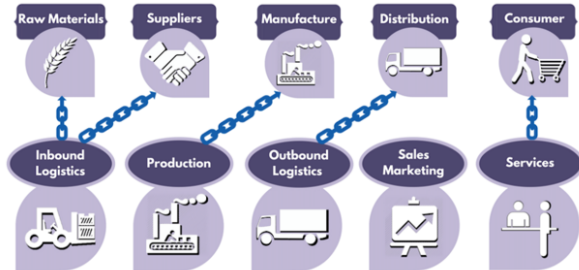 Raw Materials
Suppliers
Manufacture
Distribution
Consumer
Inbound
Logistics
Production
Outbound
Logistics
Sales
Marketing
Services